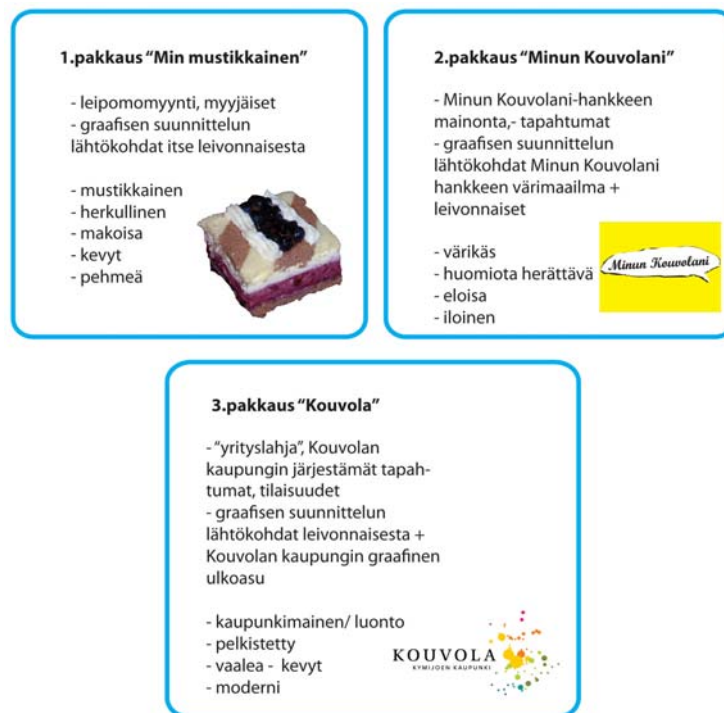 1.pakkaus “Min mustikkainen”
- leipomomyynti, myyjäiset
- graafisen suunnittelun
lähtökohdat itse leivonnaisesta
- mustikkainen
- herkullinen
- makoisa
- kevyt
- pehmeä
2.pakkaus “Minun Kouvolani”
- Minun Kouvolani-hankkeen
mainonta,- tapahtumat
- graafisen suunnittelun
lähtökohdat Minun Kouvolani
hankkeen värimaailma +
leivonnaiset
- värikäs
- huomiota herättävä
- eloisa
- iloinen
Minun Kouvolani
3.pakkaus “Kouvola”
- “yrityslahja”, Kouvolan
kaupungin järjestämät tapah-
tumat, tilaisuudet
- graafisen suunnittelun
lähtökohdat leivonnaisesta +
Kouvolan kaupungin graafinen
ulkoasu
- kaupunkimainen/ luonto
- pelkistetty
- vaalea - kevyt
- moderni
KOUVOLA
KYMIJOEN KAUPUNKI